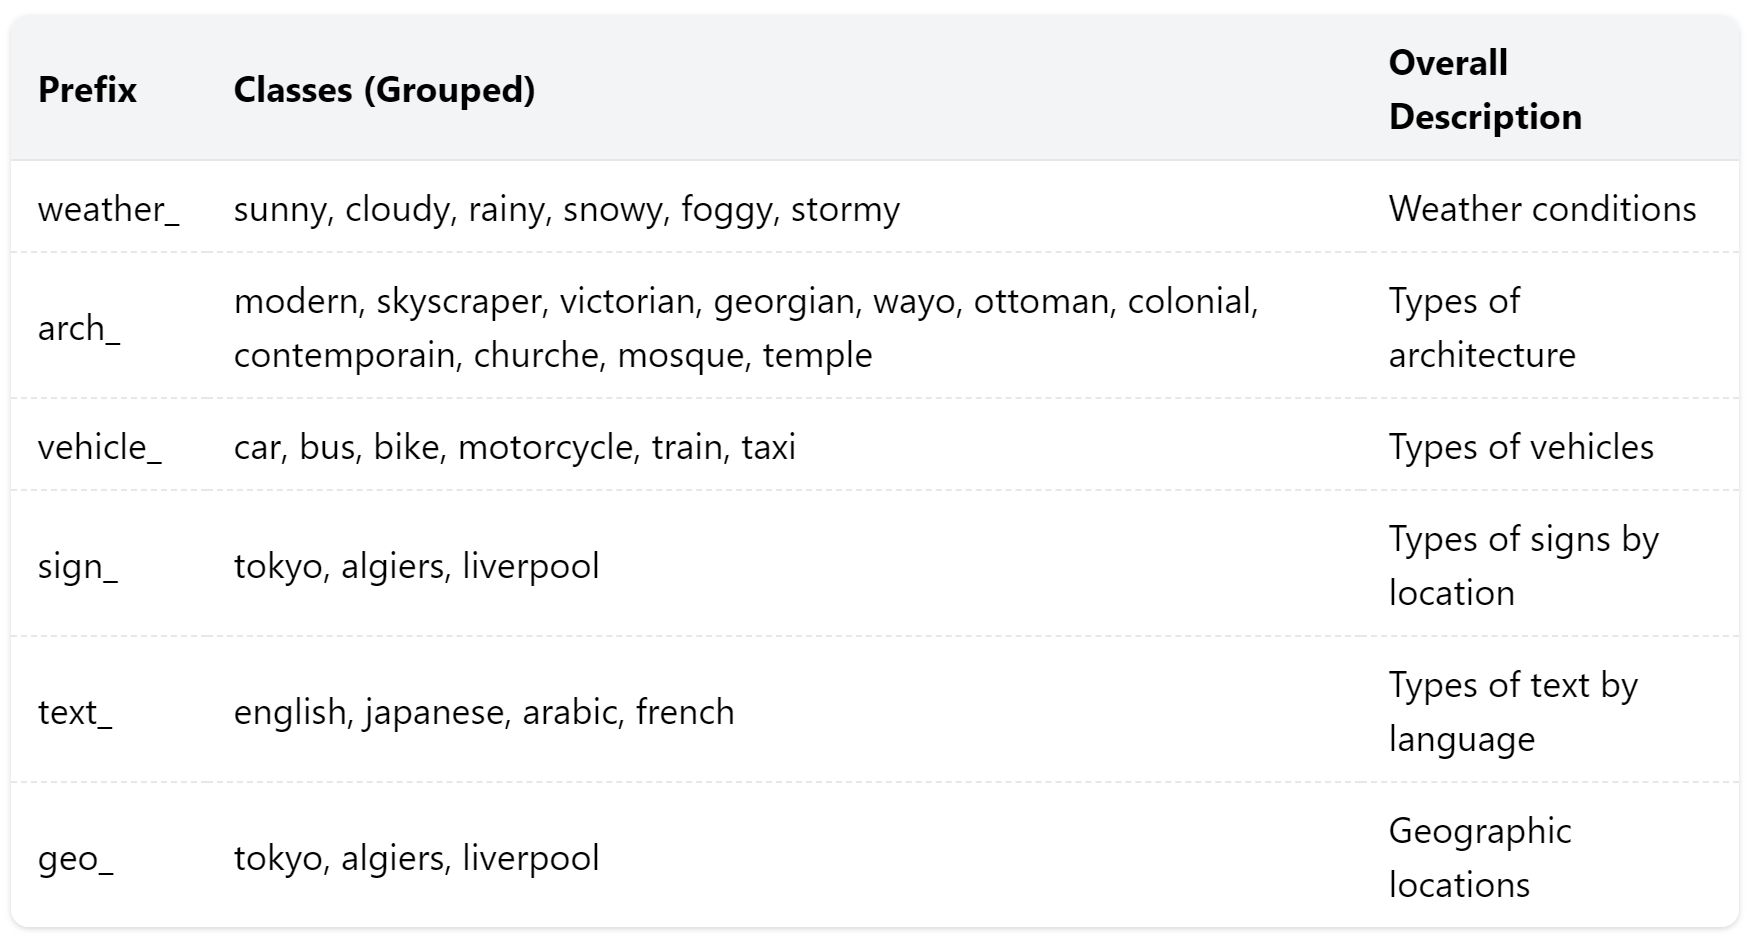 Prefix
Classes (Grouped)
Overall
Description
weather_
sunny, cloudy, rainy, snowy, foggy, stormy
Weather conditions
arch_
modern, skyscraper, victorian, georgian, wayo, ottoman, colonial,
contemporain, churche, mosque, temple
Types of
architecture
vehicle_
car, bus, bike, motorcycle, train, taxi
Types of vehicles
sign_
tokyo, algiers, liverpool
Types of signs by
location
text_
english, japanese, arabic, french
Types of text by
language
geo_
tokyo, algiers, liverpool
Geographic
locations